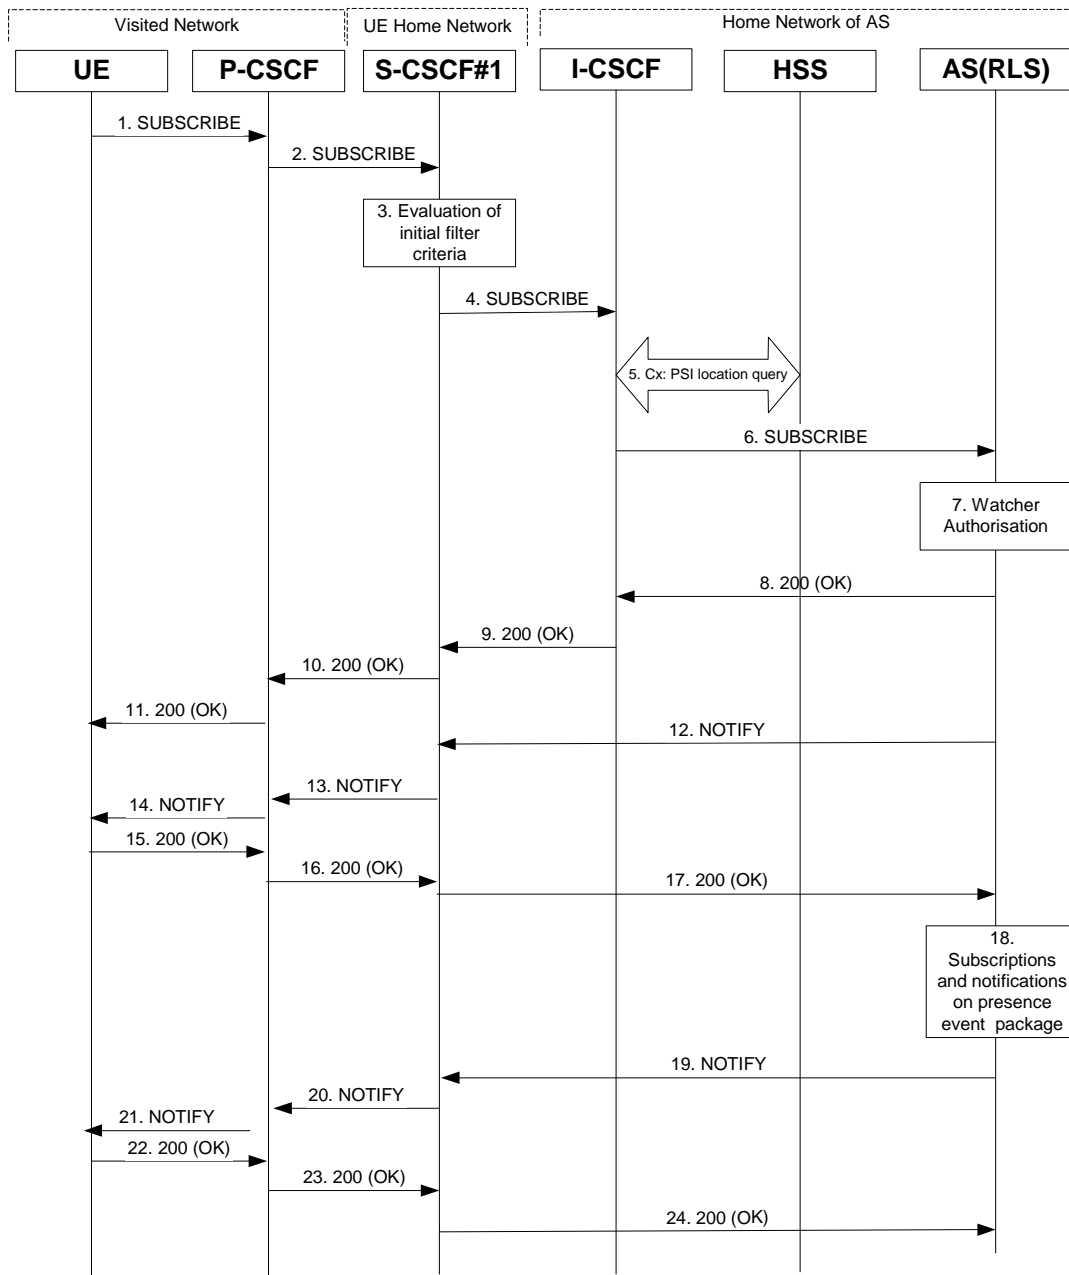 Visited Network
UE Home Network
Home Network of AS
UE
P-CSCF
S-CSCF#1
I-CSCF
HSS
AS(RLS)
1. SUBSCRIBE
2. SUBSCRIBE
3. Evaluation of
initial filter
criteria
4. SUBSCRIBE
5. Cx: PSI location query
6. SUBSCRIBE
7. Watcher
Authorisation
8. 200 (OK)
9. 200 (OK)
10. 200 (OK)
11. 200 (OK)
12. NOTIFY
13. NOTIFY
14. NOTIFY
15. 200 (OK)
16. 200 (OK)
17. 200 (OK)
18.
Subscriptions
and notifications
on presence
event package
19. NOTIFY
20. NOTIFY
21. NOTIFY
22. 200 (OK)
23. 200 (OK)
24. 200 (OK)